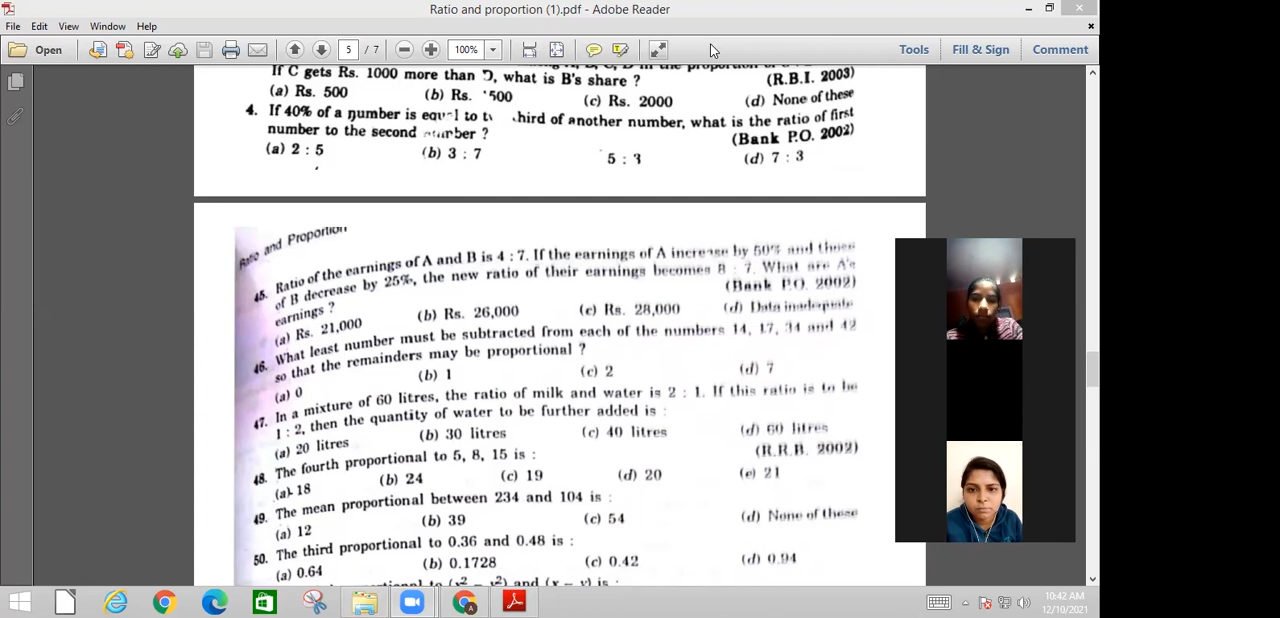 Ratio and proportion (1).pdf - Adobe Reader
File Edit View Window Help
Open 5 / 7 100% Tools Fill & Sign Comment
If C gets Rs. 1000 more than D, what is B's share ? (R.B.I. 2003)
(a) Rs. 500 (b) Rs. 500 (c) Rs. 2000 (d) None of these
4. If 40% of a number is equal to hird of another number, what is the ratio of first
number to the second number ? (Bank P.O. 2002)
(a) 2 : 5 (b) 3 : 7 5 : 3 (d) 7 : 3
Ratio and Proportion
45. Ratio of the earnings of A and B is 4 : 7. If the earnings of A increase by 50% and those
of B decrease by 25%, the new ratio of their earnings becomes 8 : 7. What are A's
earnings ? (Bank P.O. 2002)
(a) Rs. 21,000 (b) Rs. 26,000 (c) Rs. 28,000 (d) Data inadequate
46. What least number must be subtracted from each of the numbers 14, 17, 34 and 42
so that the remainders may be proportional ?
(a) 0 (b) 1 (c) 2 (d) 7
47. In a mixture of 60 litres, the ratio of milk and water is 2 : 1. If this ratio is to be
1 : 2, then the quantity of water to be further added is :
(a) 20 litres (b) 30 litres (c) 40 litres (d) 60 litres
(R.R.B. 2002)
48. The fourth proportional to 5, 8, 15 is :
(a) 18 (b) 24 (c) 19 (d) 20 (e) 21
49. The mean proportional between 234 and 104 is :
(a) 12 (b) 39 (c) 54 (d) None of these
50. The third proportional to 0.36 and 0.48 is :
(a) 0.64 (b) 0.1728 (c) 0.42 (d) 0.94
(x² – y²) and (x – y) is :
10:42 AM
12/10/2021